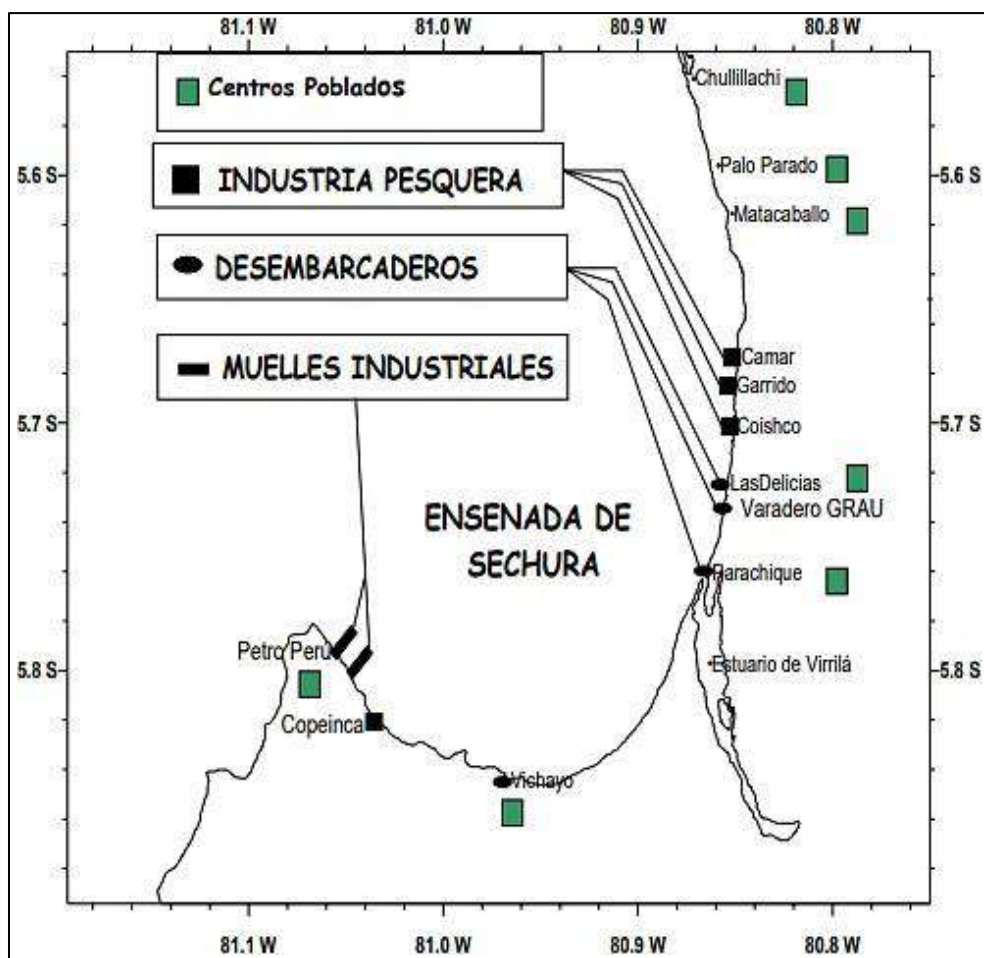 81.1 W
81.0 W
80.9 W
80.8 W
Centros Poblados
INDUSTRIA PESQUERA
DESEMBARCADEROS
MUELLES INDUSTRIALES
5.6 S
5.7 S
5.8 S
Chullillachi
Palo Parado
Matacaballo
Camar
Garrido
Coishco
LasDelicias
Varadero GRAU
Parachique
Estuario de Virrilá
ENSENADA DE
SECHURA
Petro Perú
Copeinca
Vichayo
5.6 S
5.7 S
5.8 S
81.1 W
81.0 W
80.9 W
80.8 W